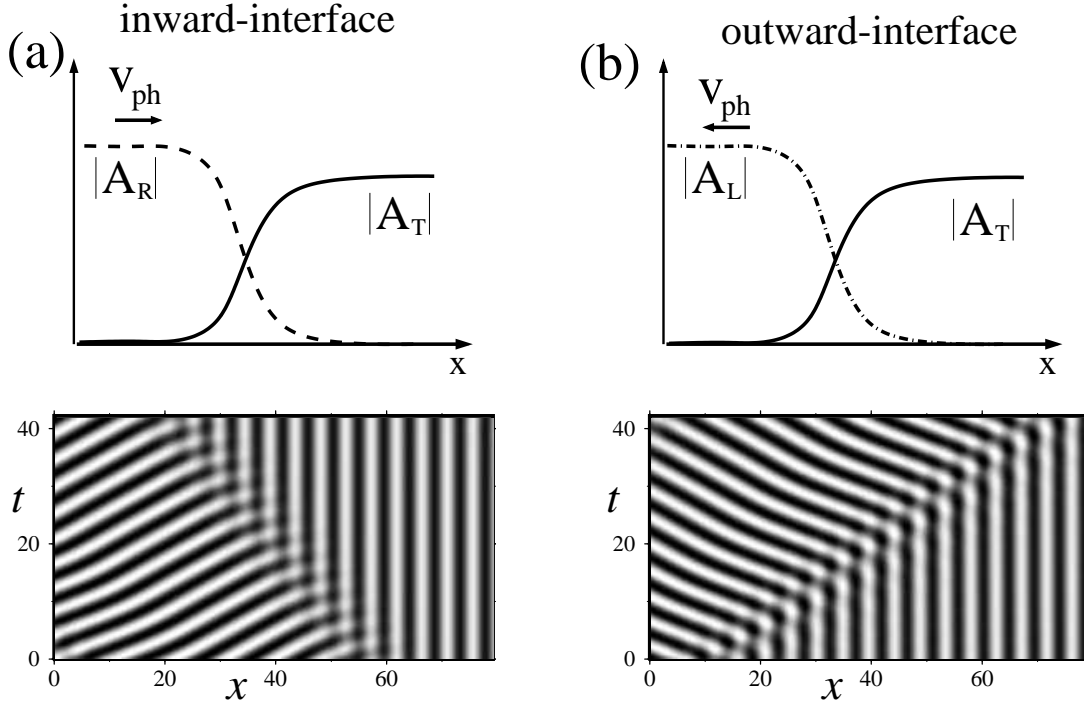 inward-interface
(a)
v_ph
|A_R|
|A_T|
x
40
t
20
0
0
20
40
60
x
outward-interface
(b)
v_ph
|A_L|
|A_T|
x
40
t
20
0
0
20
40
60
x